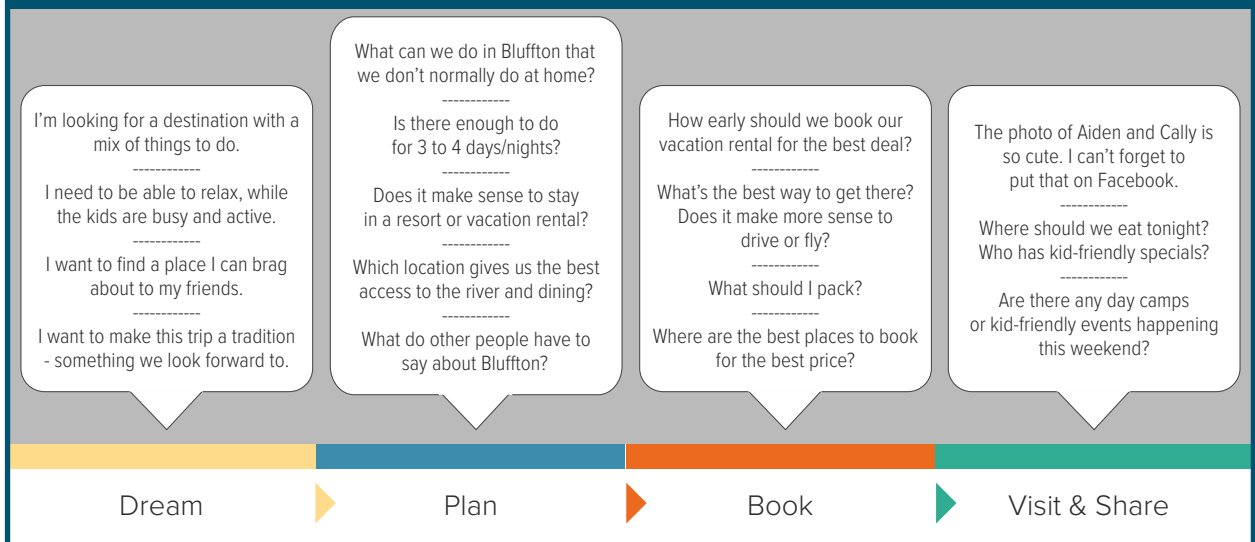 I’m looking for a destination with a
mix of things to do.
------------
I need to be able to relax, while
the kids are busy and active.
------------
I want to find a place I can brag
about to my friends.
------------
I want to make this trip a tradition
- something we look forward to.
What can we do in Bluffton that
we don’t normally do at home?
------------
Is there enough to do
for 3 to 4 days/nights?
------------
Does it make sense to stay
in a resort or vacation rental?
------------
Which location gives us the best
access to the river and dining?
------------
What do other people have to
say about Bluffton?
How early should we book our
vacation rental for the best deal?
------------
What’s the best way to get there?
Does it make more sense to
drive or fly?
------------
What should I pack?
------------
Where are the best places to book
for the best price?
The photo of Aiden and Cally is
so cute. I can’t forget to
put that on Facebook.
------------
Where should we eat tonight?
Who has kid-friendly specials?
------------
Are there any day camps
or kid-friendly events happening
this weekend?
Dream
Plan
Book
Visit & Share